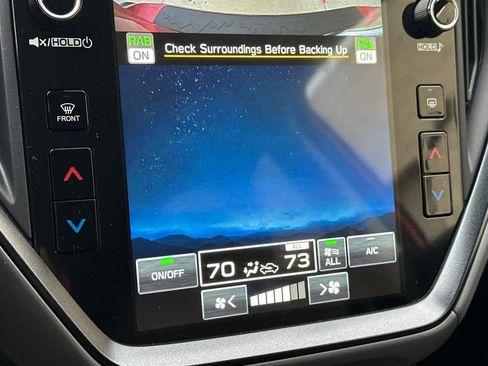 RAB
ON
Check Surroundings Before Backing Up
ON
HOLD
HOLD
FRONT
ON/OFF
70
73
ALL
ALL
A/C